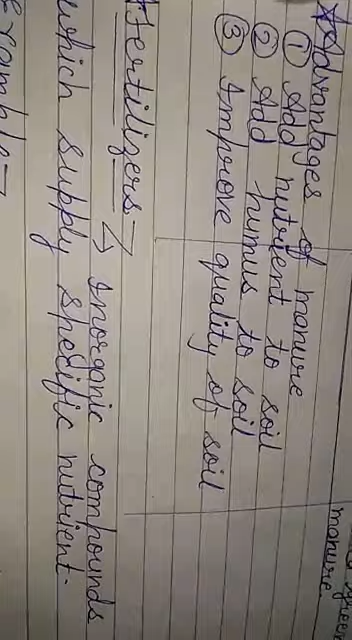 manure
*Advantages of manure
① Add nutrient to soil
② Add humus to soil
③ Improve quality of soil
*Fertilizers → Inorganic compounds
which supply specific nutrient.